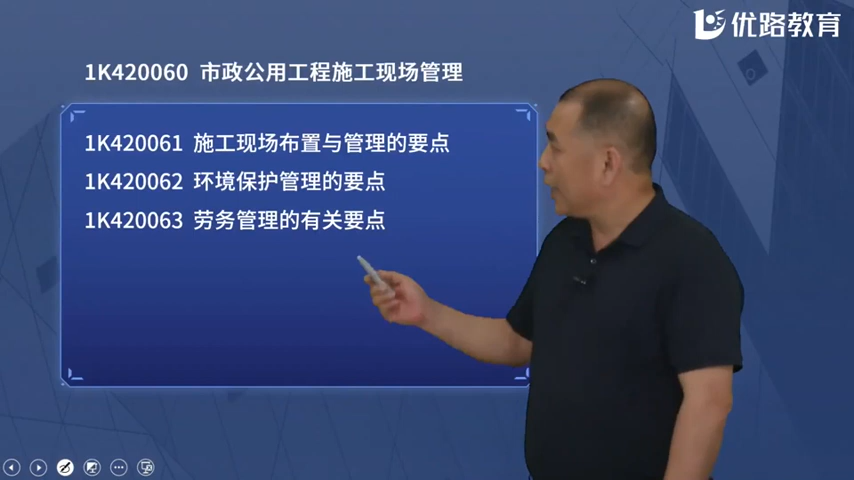 优路教育
1K420060 市政公用工程施工现场管理
1K420061 施工现场布置与管理的要点
1K420062 环境保护管理的要点
1K420063 劳务管理的有关要点